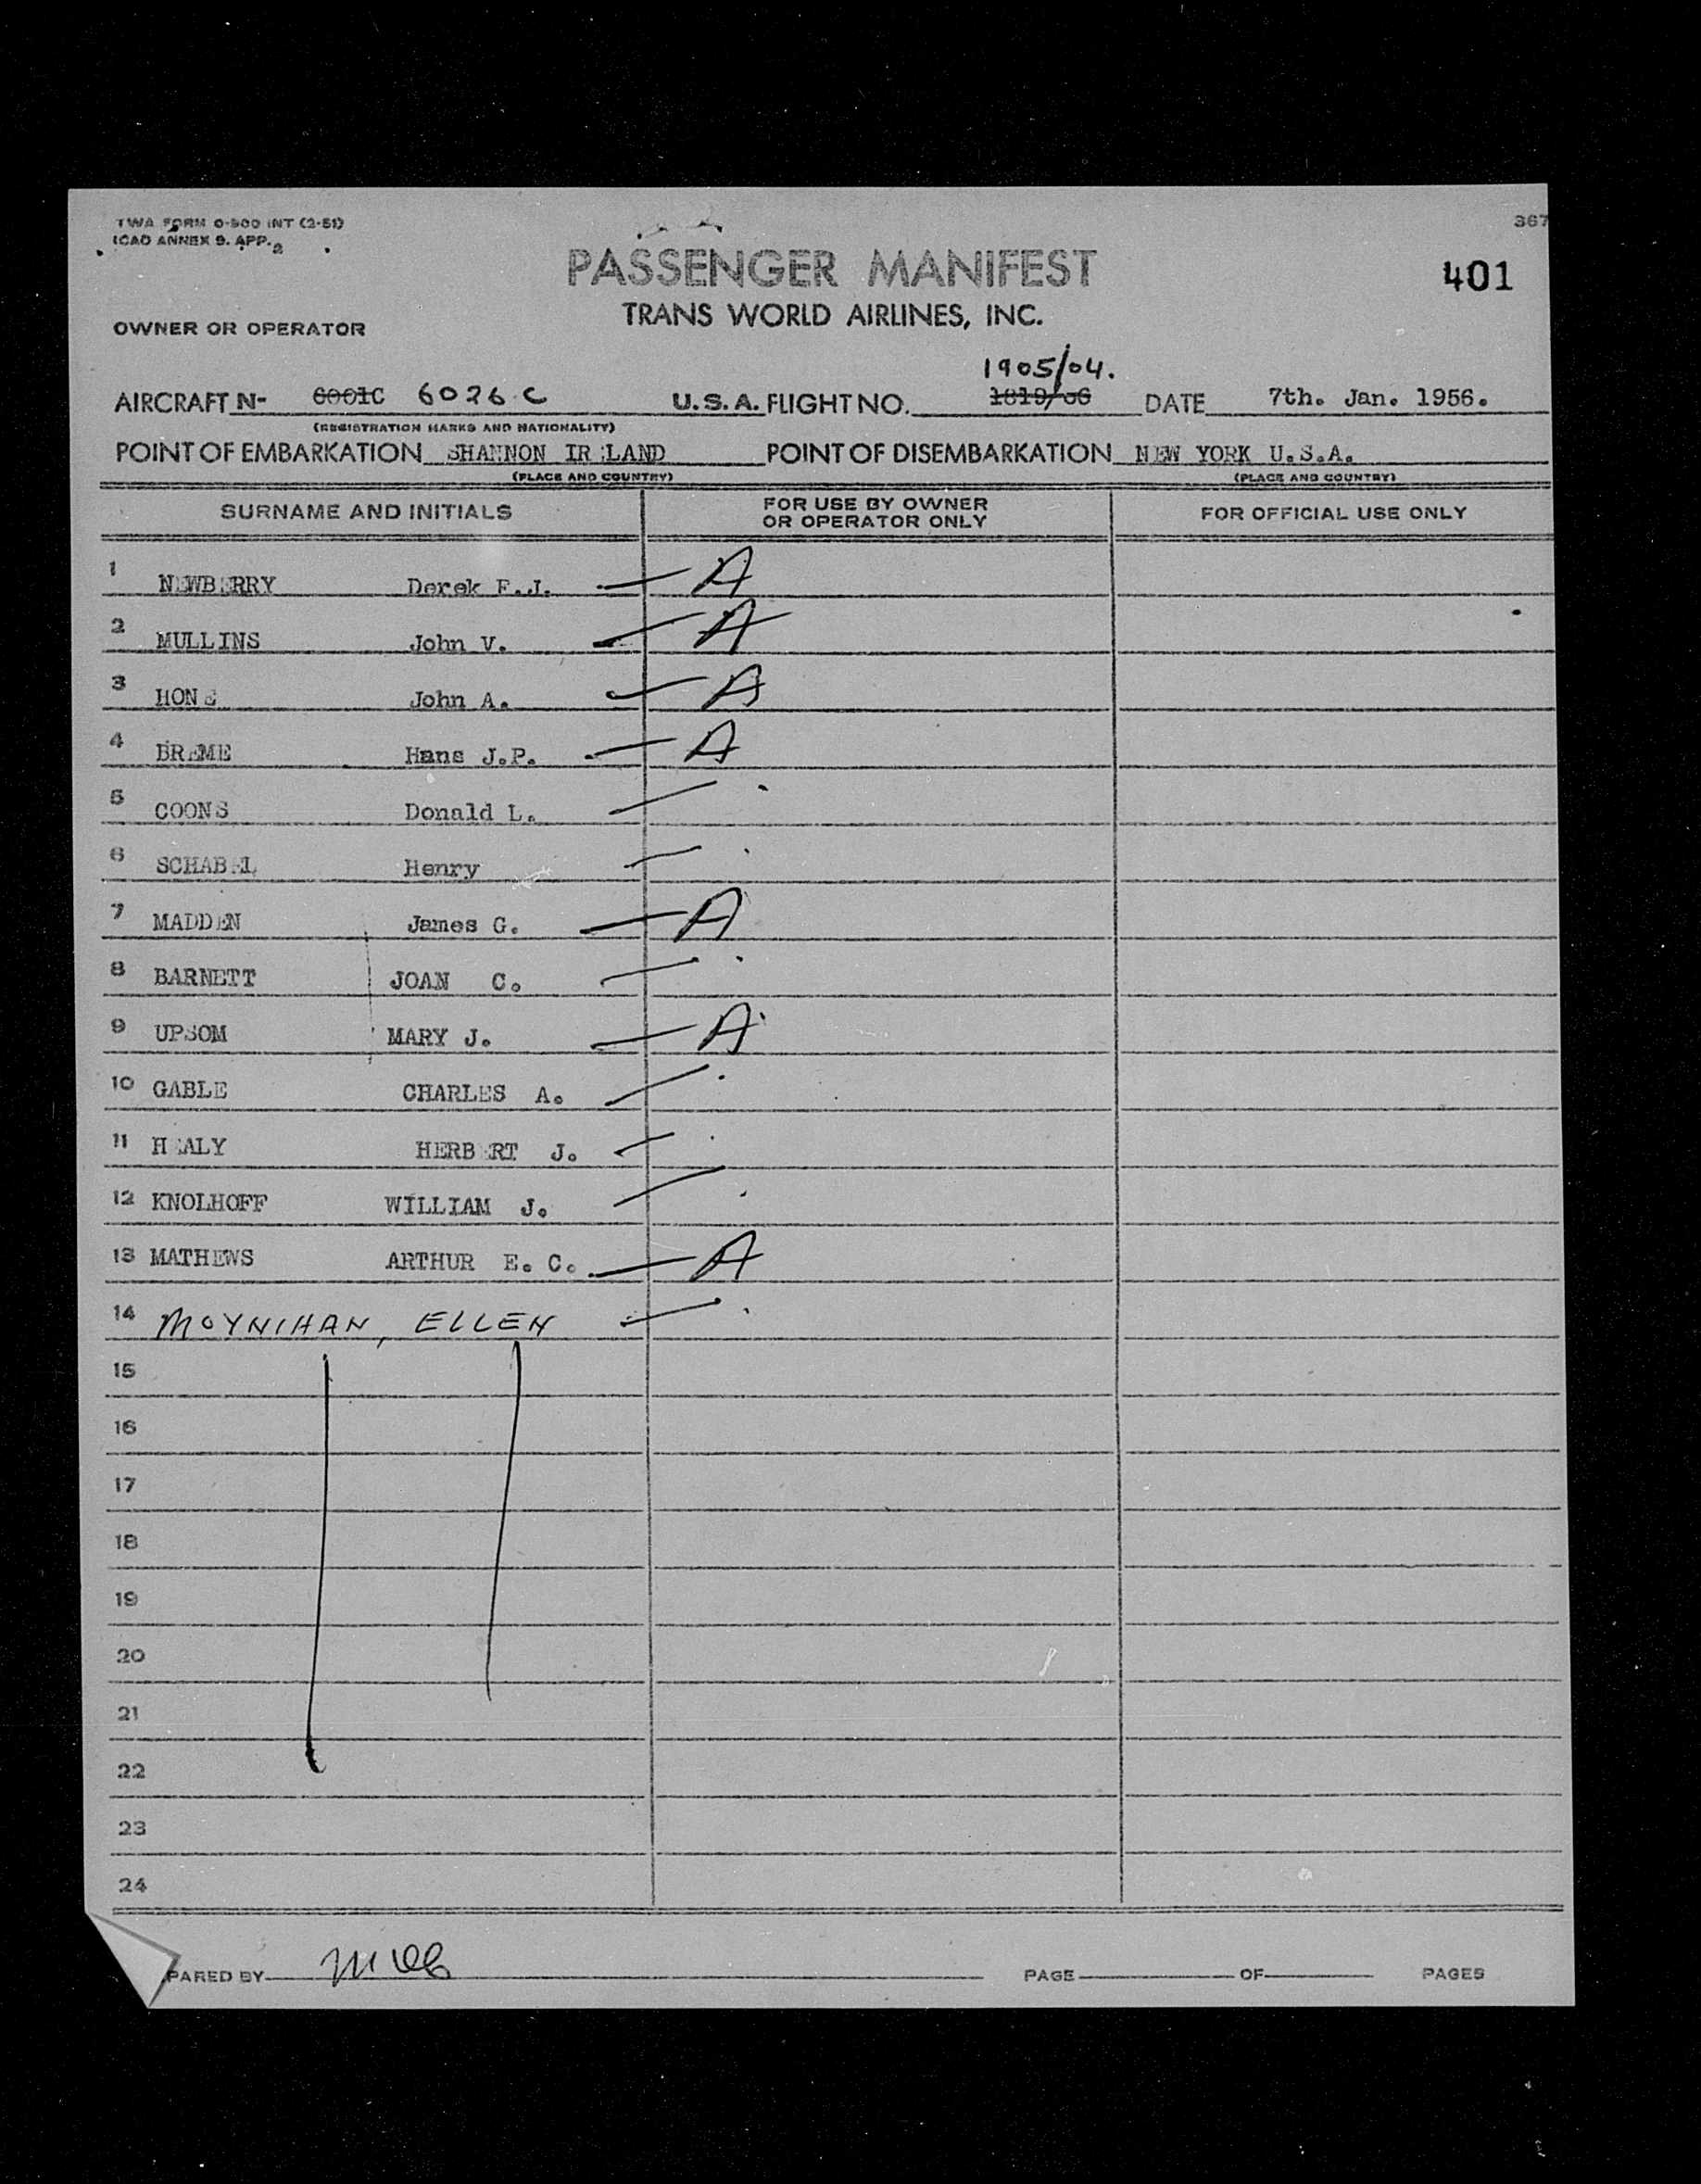 TWA FORM 0-900 INT (2-51)
ICAO ANNEX 9. APP. 2
367
PASSENGER MANIFEST
401
TRANS WORLD AIRLINES, INC.
OWNER OR OPERATOR
1905/04.
AIRCRAFT N- 6001C 6026 C U.S.A. FLIGHT NO. 1819/06 DATE 7th. Jan. 1956.
(REGISTRATION MARKS AND NATIONALITY)
POINT OF EMBARKATION SHANNON IRELAND POINT OF DISEMBARKATION NEW YORK U.S.A.
(PLACE AND COUNTRY) (PLACE AND COUNTRY)
SURNAME AND INITIALS FOR USE BY OWNER OR OPERATOR ONLY FOR OFFICIAL USE ONLY
1 NEWBERRY Derek F.J. A
2 MULLINS John V. A
3 HONE John A. A
4 BREME Hans J.P. A
5 COONS Donald L.
6 SCHABEL Henry
7 MADDEN James G. A
8 BARNETT JOAN C.
9 UPSOM MARY J. A
10 GABLE CHARLES A.
11 HEALY HERBERT J.
12 KNOLHOFF WILLIAM J.
13 MATHEWS ARTHUR E. C. A
14 MOYNIHAN, ELLEN
15
16
17
18
19
20
21
22
23
24
PARED BY PAGE OF PAGES